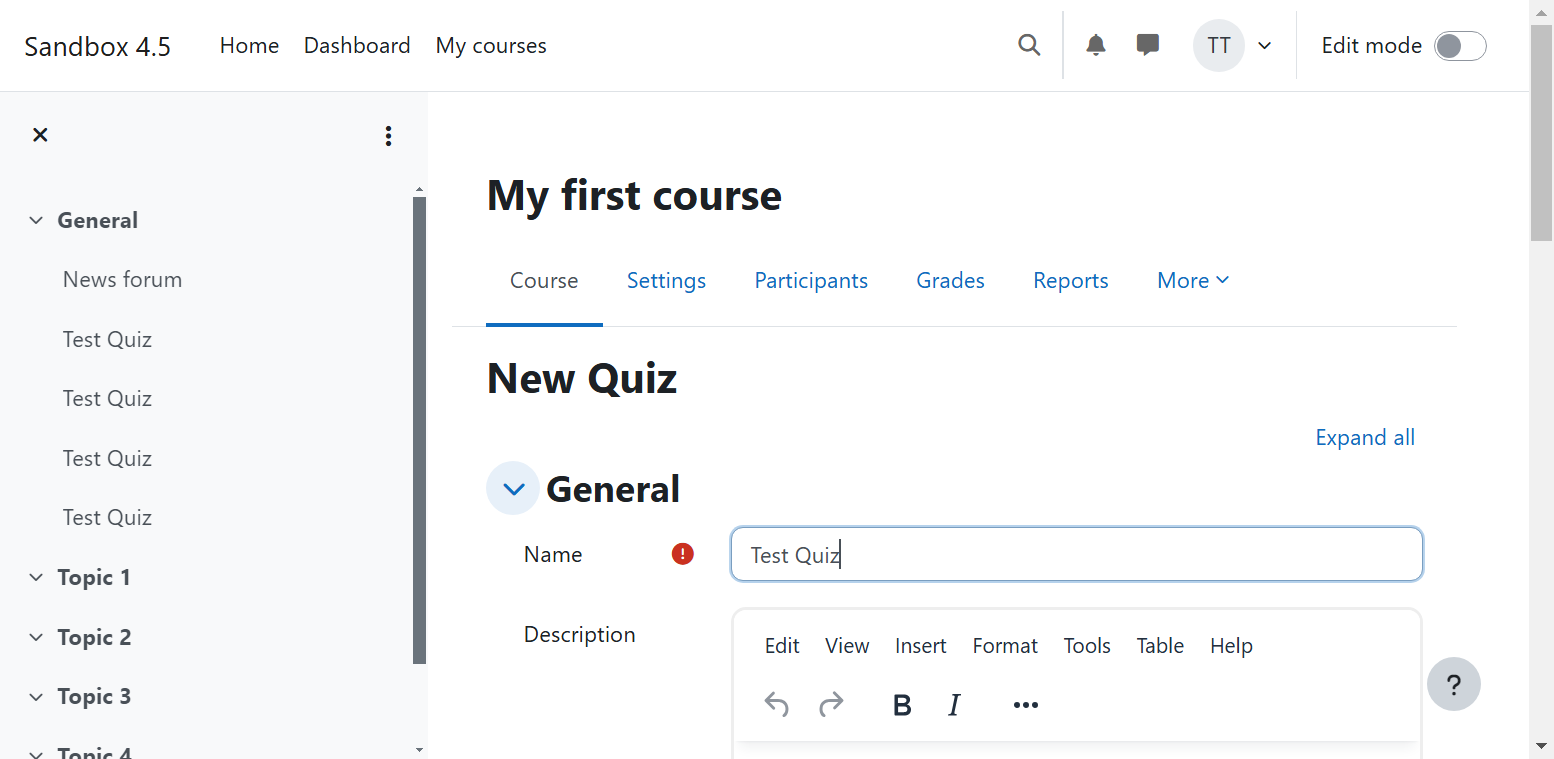 Sandbox 4.5 Home Dashboard My courses TT Edit mode
General
News forum
Test Quiz
Test Quiz
Test Quiz
Test Quiz
Topic 1
Topic 2
Topic 3
Topic 4
My first course
Course Settings Participants Grades Reports More
New Quiz
Expand all
General
Name Test Quiz
Description
Edit View Insert Format Tools Table Help
B I
?